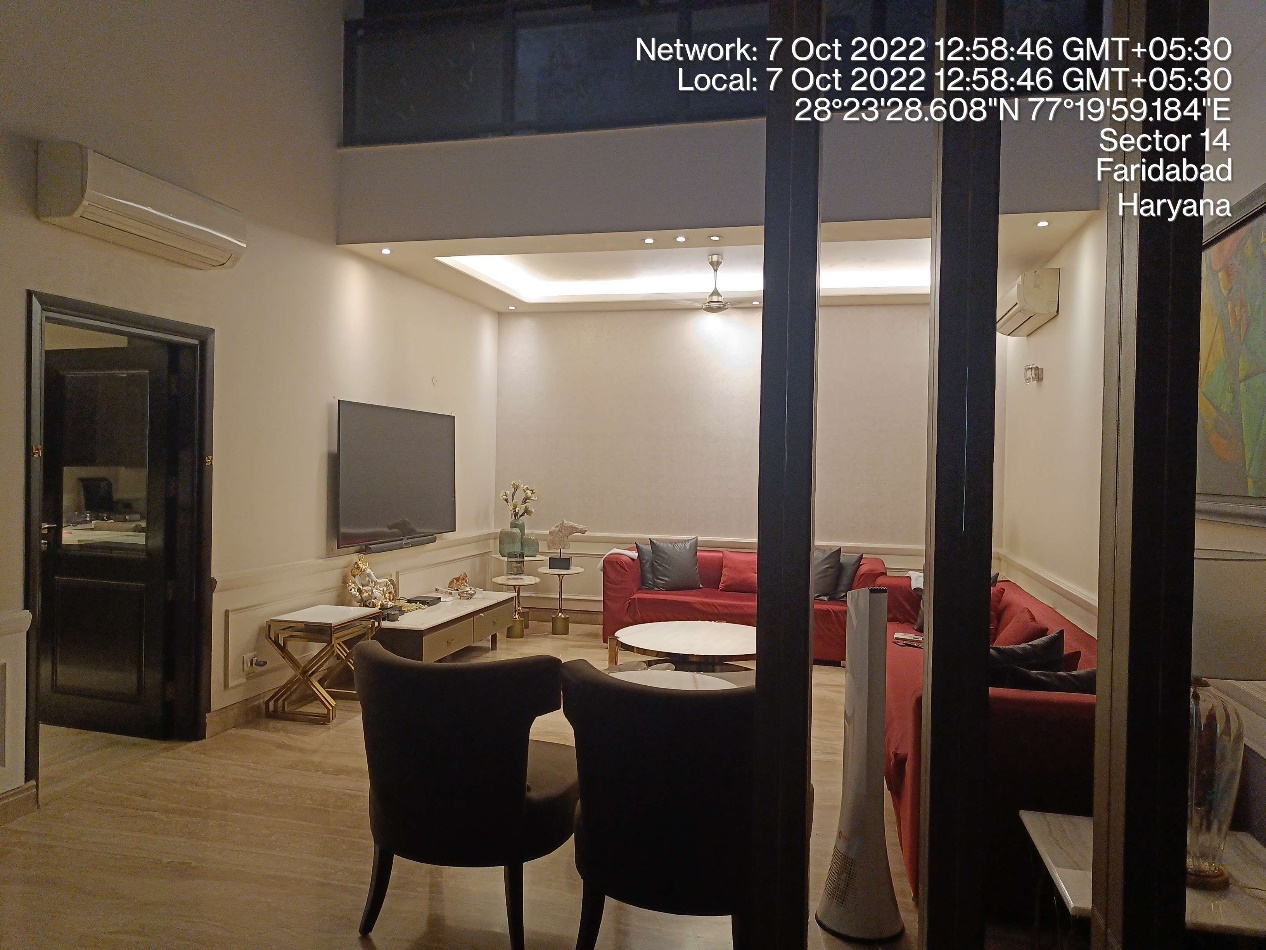 Network: 7 Oct 2022 12:58:46 GMT+05:30
Local: 7 Oct 2022 12:58:46 GMT+05:30
28°23'28.608"N 77°19'59.184"E
Sector 14
Faridabad
Haryana